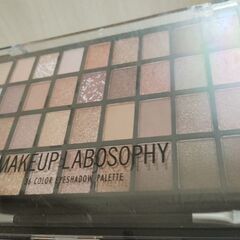 MAKEUP LABOSOPHY
36 COLOR EYESHADOW PALETTE